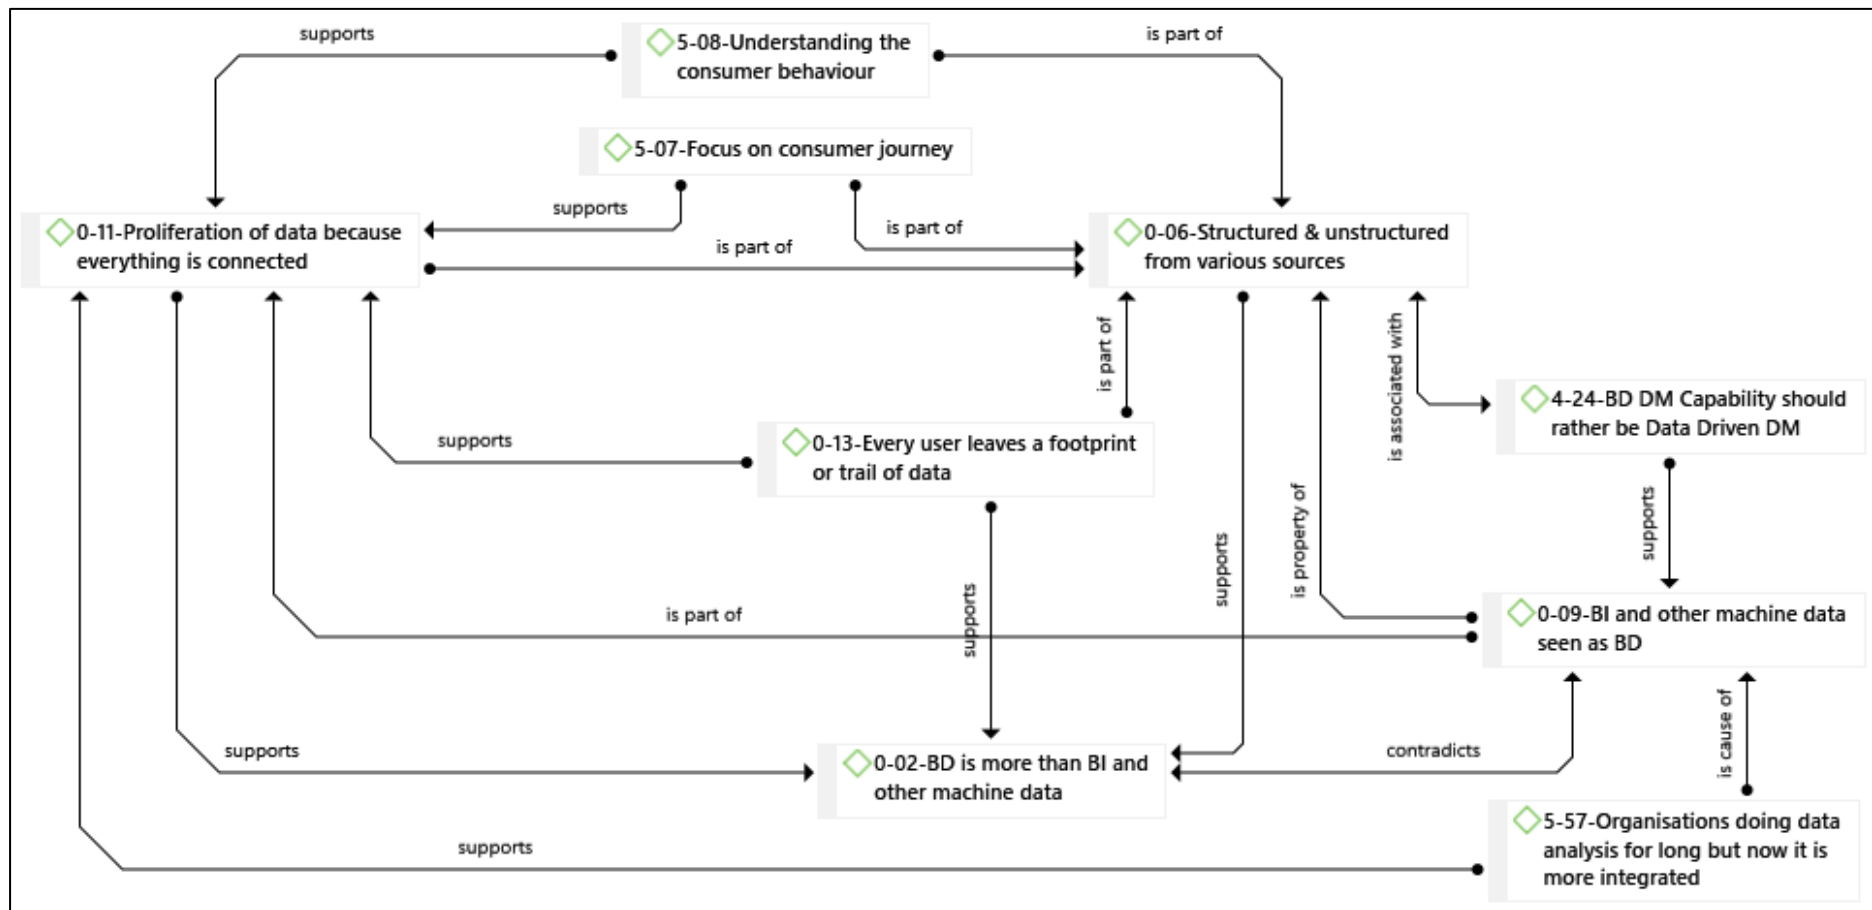 supports
5-08-Understanding the
consumer behaviour
is part of
5-07-Focus on consumer journey
supports
is part of
is part of
0-11-Proliferation of data because
everything is connected
0-06-Structured & unstructured
from various sources
is part of
is associated with
4-24-BD DM Capability should
rather be Data Driven DM
supports
0-13-Every user leaves a footprint
or trail of data
supports
is property of
supports
supports
is part of
0-09-BI and other machine data
seen as BD
supports
0-02-BD is more than BI and
other machine data
contradicts
is cause of
supports
5-57-Organisations doing data
analysis for long but now it is
more integrated